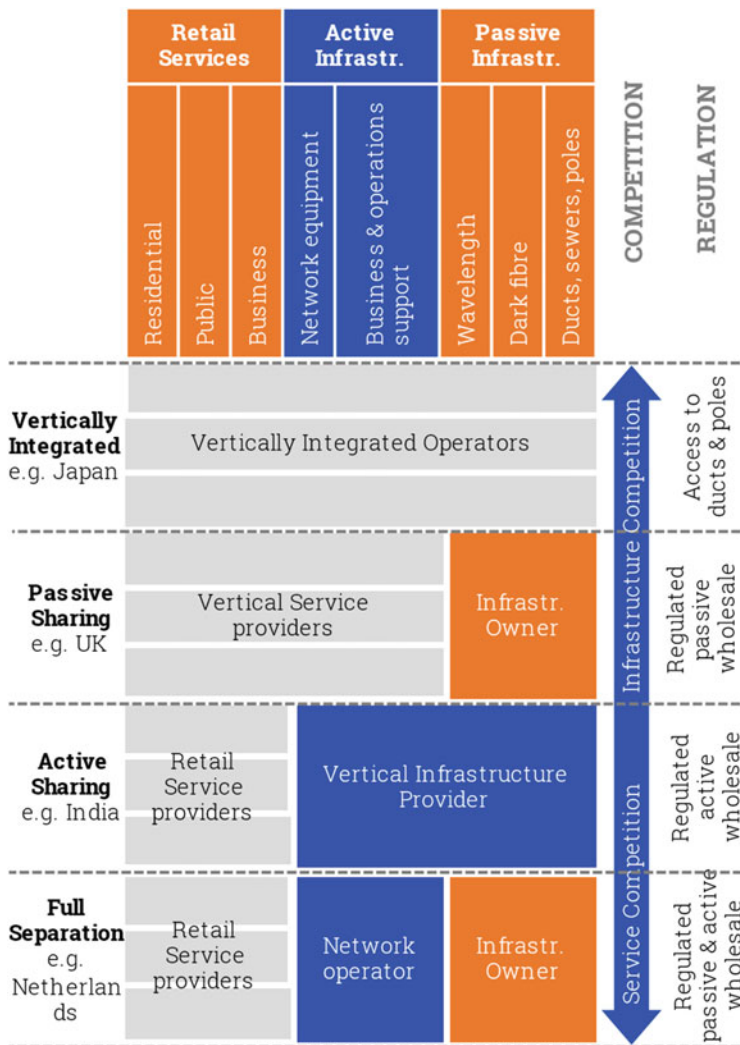 Retail
Services
Active
Infrastr.
Passive
Infrastr.
COMPETITION
REGULATION
Residential
Public
Business
Network equipment
Business & operations
support
Wavelength
Dark fibre
Ducts, sewers, poles
Vertically
Integrated
e.g. Japan
Vertically Integrated Operators
Infrastructure Competition
Access to
ducts & poles
Passive
Sharing
e.g. UK
Vertical Service
providers
Infrastr.
Owner
Regulated
passive
wholesale
Active
Sharing
e.g. India
Retail
Service
providers
Vertical Infrastructure
Provider
Service Competition
Regulated
active
wholesale
Full
Separation
e.g.
Netherlan
ds
Retail
Service
providers
Network
operator
Infrastr.
Owner
Regulated
passive & active
wholesale